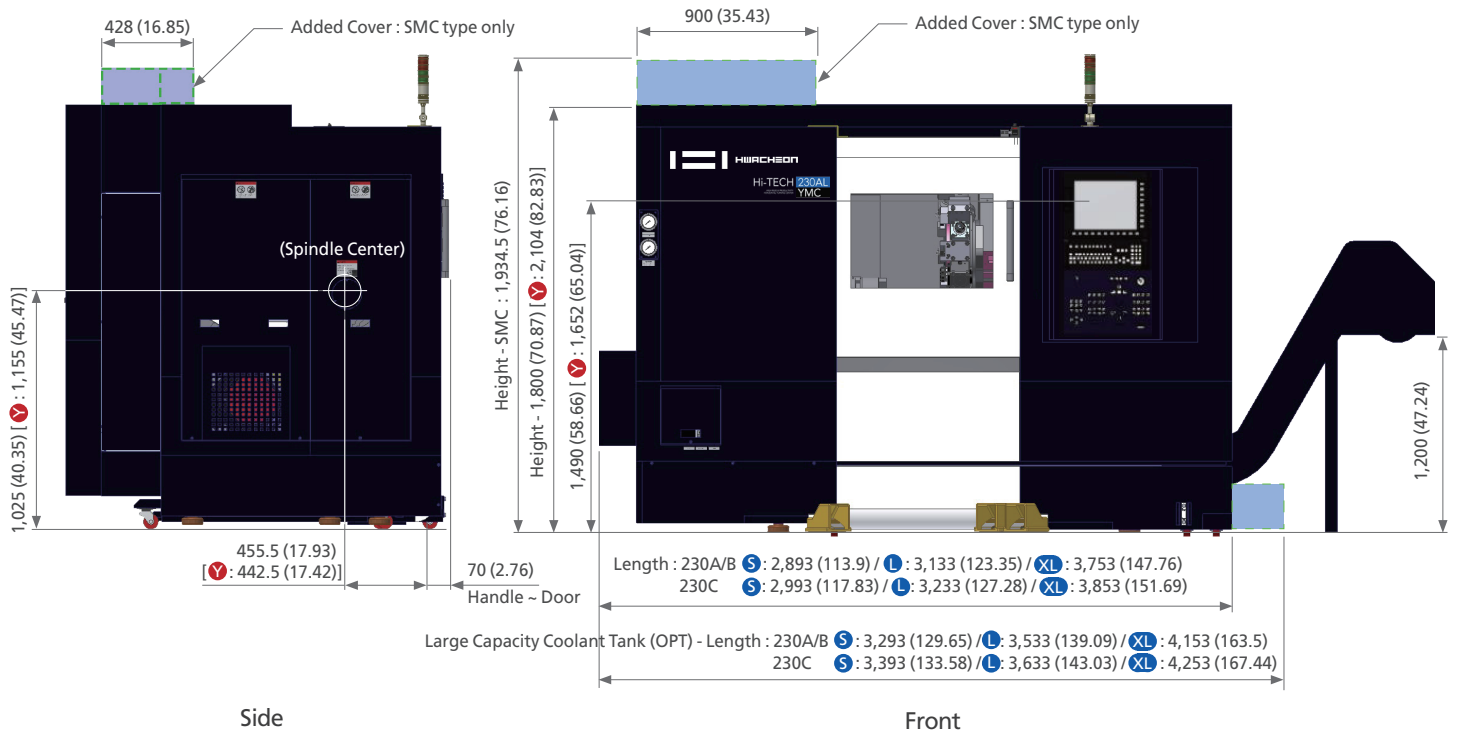 428 (16.85)
Added Cover : SMC type only
900 (35.43)
Added Cover : SMC type only
HWACHEON
Hi-TECH 230AL
YMC
(Spindle Center)
1,025 (40.35) [ Y : 1,155 (45.47)]
Height - SMC : 1,934.5 (76.16)
Height - 1,800 (70.87) [ Y : 2,104 (82.83)]
1,490 (58.66) [ Y : 1,652 (65.04)]
1,200 (47.24)
455.5 (17.93)
[ Y : 442.5 (17.42)]
70 (2.76)
Handle ~ Door
Length : 230A/B S : 2,893 (113.9) / L : 3,133 (123.35) / XL : 3,753 (147.76)
230C S : 2,993 (117.83) / L : 3,233 (127.28) / XL : 3,853 (151.69)
Large Capacity Coolant Tank (OPT) - Length : 230A/B S : 3,293 (129.65) / L : 3,533 (139.09) / XL : 4,153 (163.5)
230C S : 3,393 (133.58) / L : 3,633 (143.03) / XL : 4,253 (167.44)
Side
Front